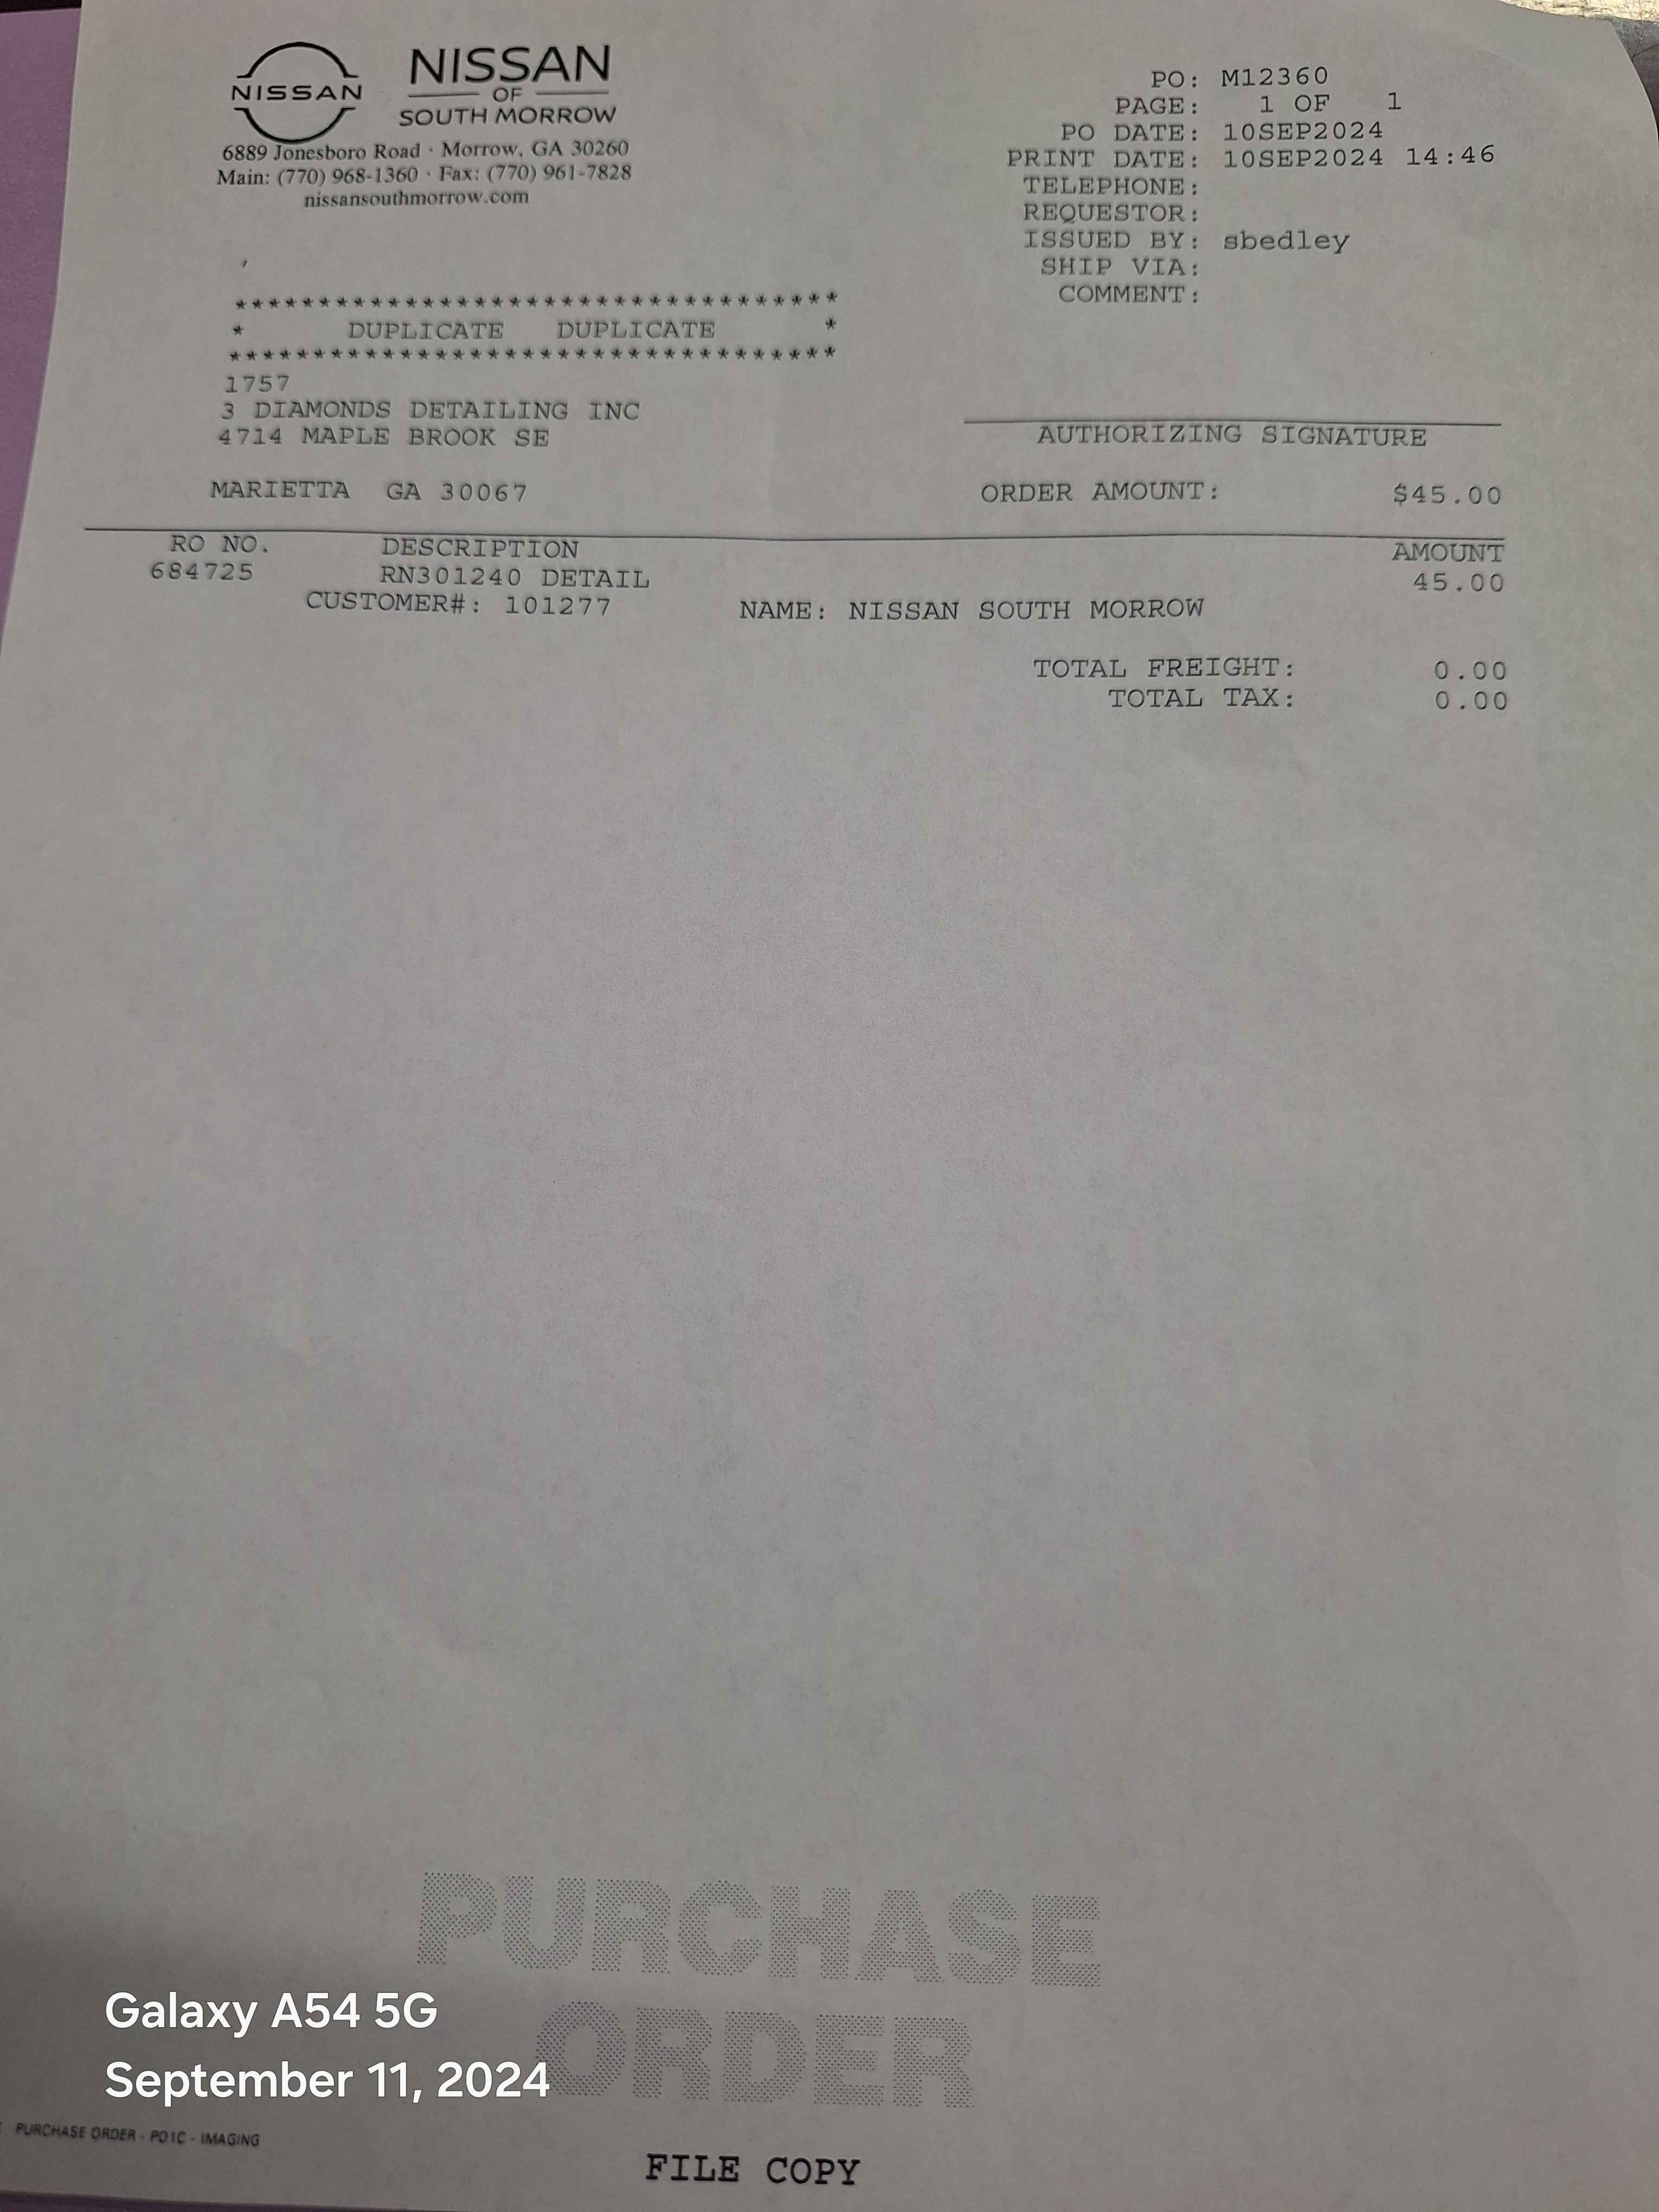 NISSAN
NISSAN
OF
SOUTH MORROW
6889 Jonesboro Road · Morrow, GA 30260
Main: (770) 968-1360 · Fax: (770) 961-7828
nissansouthmorrow.com
PO: M12360
PAGE: 1 OF 1
PO DATE: 10SEP2024
PRINT DATE: 10SEP2024 14:46
TELEPHONE:
REQUESTOR:
ISSUED BY: sbedley
SHIP VIA:
COMMENT:
************************************
* DUPLICATE DUPLICATE *
************************************
1757
3 DIAMONDS DETAILING INC
4714 MAPLE BROOK SE
MARIETTA GA 30067
AUTHORIZING SIGNATURE
ORDER AMOUNT: $45.00
RO NO. DESCRIPTION AMOUNT
684725 RN301240 DETAIL 45.00
CUSTOMER#: 101277 NAME: NISSAN SOUTH MORROW
TOTAL FREIGHT: 0.00
TOTAL TAX: 0.00
PURCHASE
ORDER
Galaxy A54 5G
September 11, 2024
PURCHASE ORDER - PO1C - IMAGING
FILE COPY